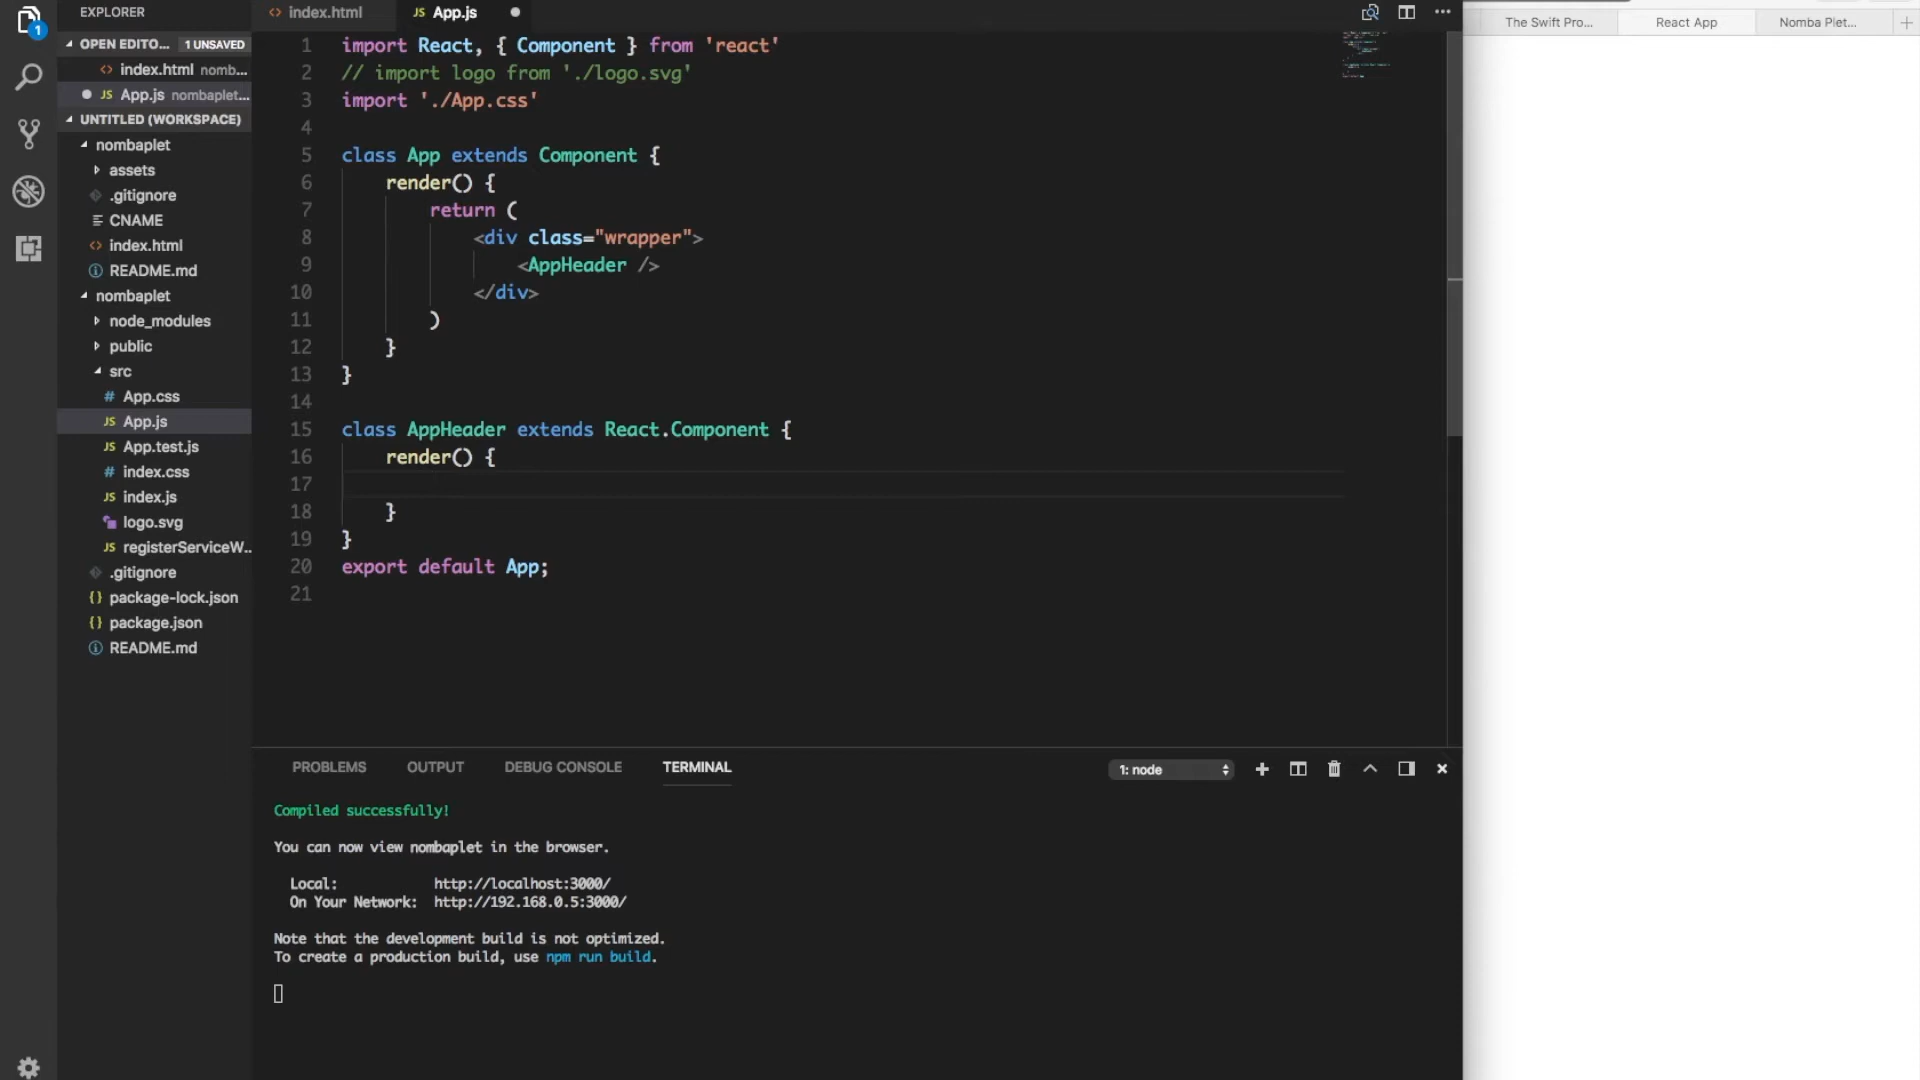 EXPLORER
OPEN EDITO... 1 UNSAVED
index.html nomb...
JS App.js nombaplet...
UNTITLED (WORKSPACE)
nombaplet
assets
.gitignore
CNAME
index.html
README.md
nombaplet
node_modules
public
src
# App.css
JS App.js
JS App.test.js
# index.css
JS index.js
logo.svg
JS registerServiceW...
.gitignore
{} package-lock.json
{} package.json
README.md
1
<> index.html
JS App.js
1 import React, { Component } from 'react'
2 // import logo from './logo.svg'
3 import './App.css'
4
5 class App extends Component {
6 render() {
7 return (
8 <div class="wrapper">
9 <AppHeader />
10 </div>
11 )
12 }
13 }
14
15 class AppHeader extends React.Component {
16 render() {
17
18 }
19 }
20 export default App;
21
PROBLEMS OUTPUT DEBUG CONSOLE TERMINAL
1: node
Compiled successfully!
You can now view nombaplet in the browser.
Local: http://localhost:3000/
On Your Network: http://192.168.0.5:3000/
Note that the development build is not optimized.
To create a production build, use npm run build.
The Swift Pro...
React App
Nomba Plet...